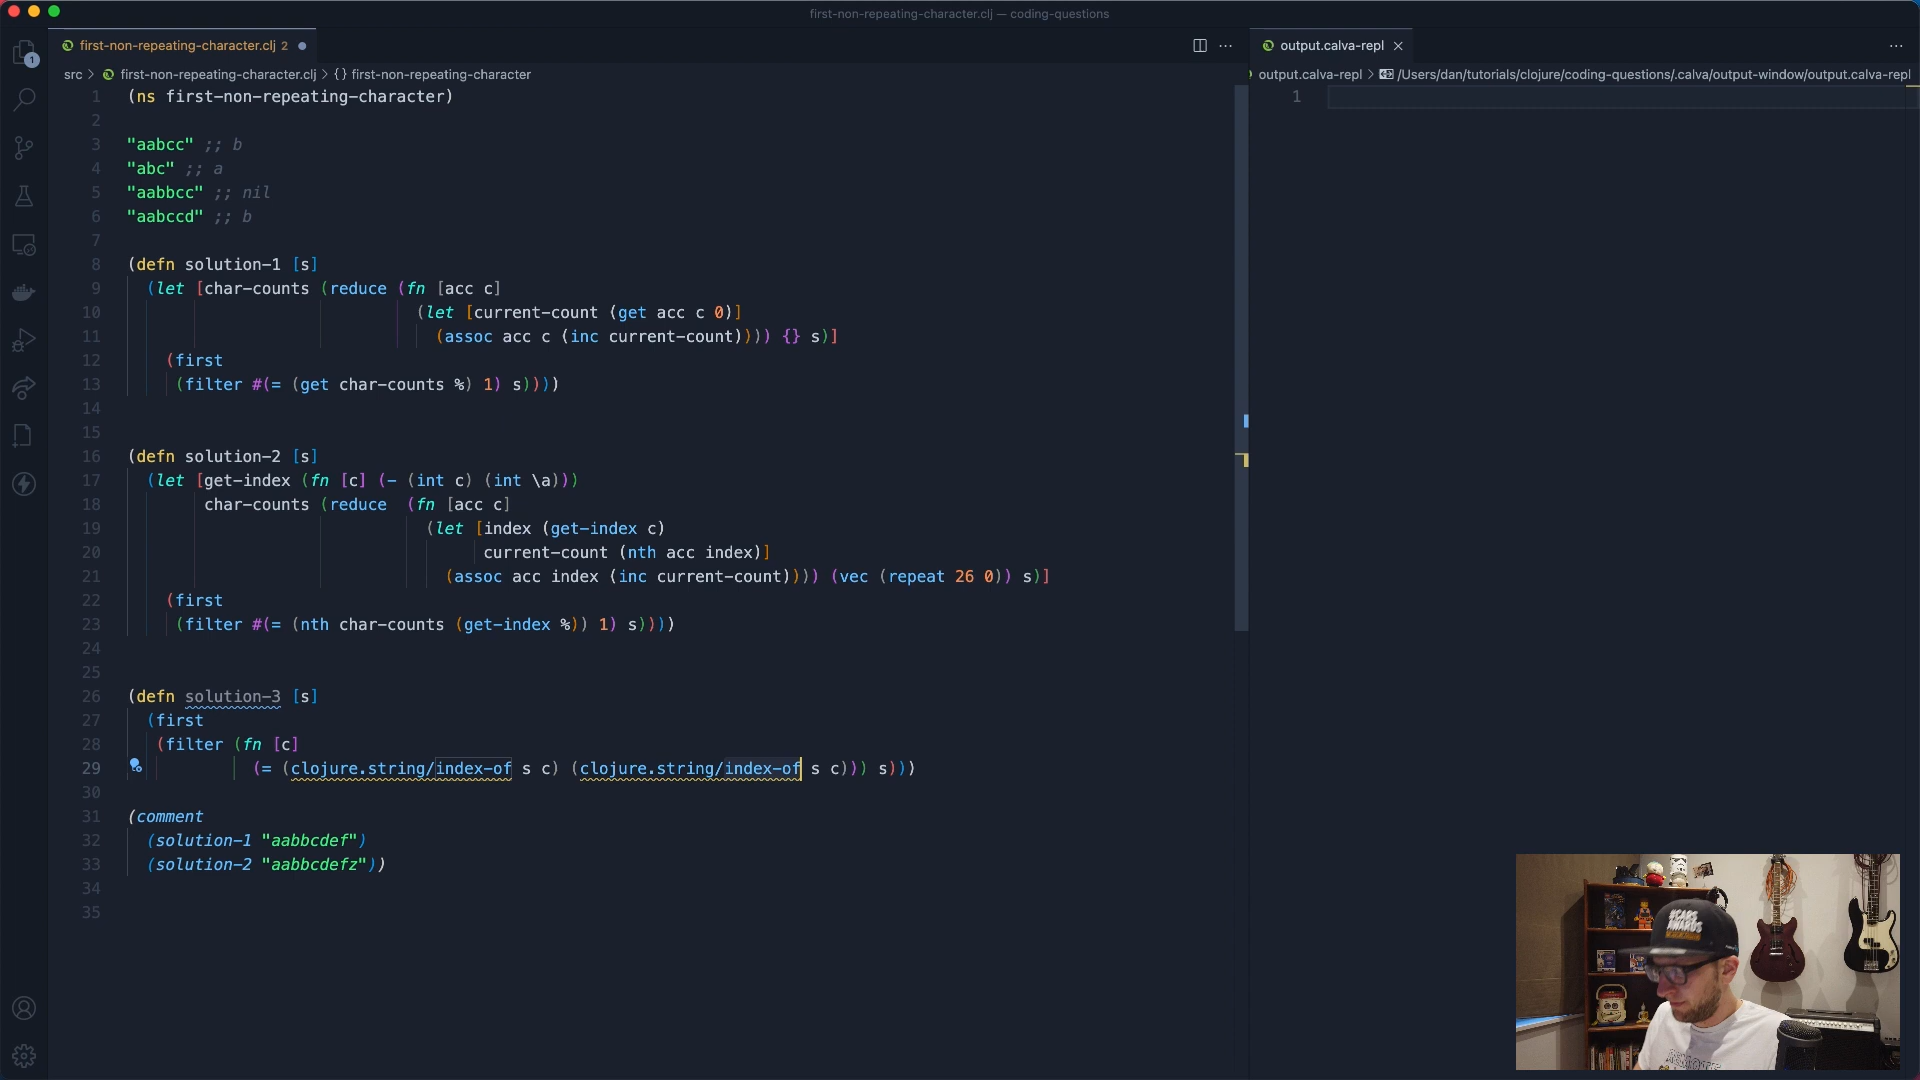 first-non-repeating-character.clj — coding-questions
first-non-repeating-character.clj 2
output.calva-repl
1
src > first-non-repeating-character.clj > {} first-non-repeating-character
output.calva-repl > /Users/dan/tutorials/clojure/coding-questions/.calva/output-window/output.calva-repl
1 (ns first-non-repeating-character)
1
2
3 "aabcc" ;; b
4 "abc" ;; a
5 "aabbcc" ;; nil
6 "aabccd" ;; b
7
8 (defn solution-1 [s]
9 (let [char-counts (reduce (fn [acc c]
10 (let [current-count (get acc c 0)]
11 (assoc acc c (inc current-count)))) {} s)]
12 (first
13 (filter #(= (get char-counts %) 1) s))))
14
15
16 (defn solution-2 [s]
17 (let [get-index (fn [c] (- (int c) (int \a)))
18 char-counts (reduce (fn [acc c]
19 (let [index (get-index c)
20 current-count (nth acc index)]
21 (assoc acc index (inc current-count)))) (vec (repeat 26 0)) s)]
22 (first
23 (filter #(= (nth char-counts (get-index %)) 1) s))))
24
25
26 (defn solution-3 [s]
27 (first
28 (filter (fn [c]
29 (= (clojure.string/index-of s c) (clojure.string/index-of s c))) s)))
30
31 (comment
32 (solution-1 "aabbcdef")
33 (solution-2 "aabbcdefz"))
34
35